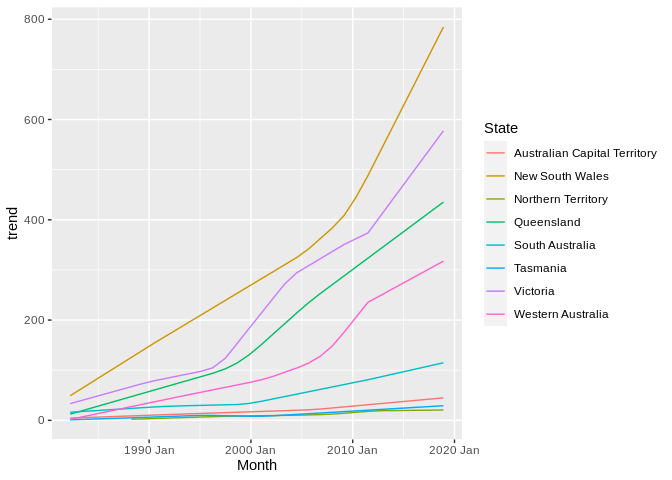 800
600
400
200
0
trend
1990 Jan
2000 Jan
2010 Jan
2020 Jan
Month
State
Australian Capital Territory
New South Wales
Northern Territory
Queensland
South Australia
Tasmania
Victoria
Western Australia